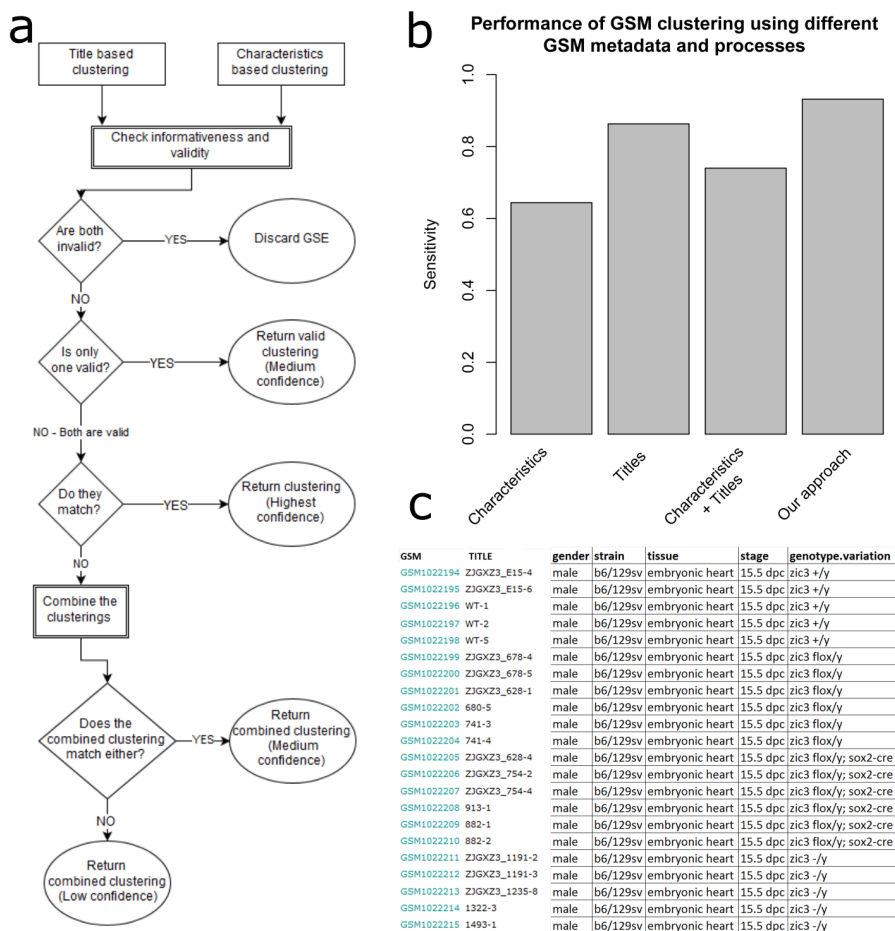 a
Title based
clustering
Characteristics
based clustering
Check informativeness and
validity
Are both
invalid?
YES
Discard GSE
NO
Is only
one valid?
YES
Return valid
clustering
(Medium
confidence)
NO - Both are valid
Do they
match?
YES
Return clustering
(Highest
confidence)
NO
Combine the
clusterings
Does the
combined clustering
match either?
YES
Return
combined clustering
(Medium
confidence)
NO
Return
combined clustering
(Low confidence)
b
Performance of GSM clustering using different
GSM metadata and processes
Sensitivity
1.0
0.8
0.6
0.4
0.2
0.0
Characteristics
Titles
Characteristics
+ Titles
Our approach
c
GSM TITLE gender strain tissue stage genotype.variation
GSM1022194 ZJGXZ3_E15-4 male b6/129sv embryonic heart 15.5 dpc zic3 +/y
GSM1022195 ZJGXZ3_E15-6 male b6/129sv embryonic heart 15.5 dpc zic3 +/y
GSM1022196 WT-1 male b6/129sv embryonic heart 15.5 dpc zic3 +/y
GSM1022197 WT-2 male b6/129sv embryonic heart 15.5 dpc zic3 +/y
GSM1022198 WT-5 male b6/129sv embryonic heart 15.5 dpc zic3 +/y
GSM1022199 ZJGXZ3_678-4 male b6/129sv embryonic heart 15.5 dpc zic3 flox/y
GSM1022200 ZJGXZ3_678-5 male b6/129sv embryonic heart 15.5 dpc zic3 flox/y
GSM1022201 ZJGXZ3_628-1 male b6/129sv embryonic heart 15.5 dpc zic3 flox/y
GSM1022202 680-5 male b6/129sv embryonic heart 15.5 dpc zic3 flox/y
GSM1022203 741-3 male b6/129sv embryonic heart 15.5 dpc zic3 flox/y
GSM1022204 741-4 male b6/129sv embryonic heart 15.5 dpc zic3 flox/y
GSM1022205 ZJGXZ3_628-4 male b6/129sv embryonic heart 15.5 dpc zic3 flox/y; sox2-cre
GSM1022206 ZJGXZ3_754-2 male b6/129sv embryonic heart 15.5 dpc zic3 flox/y; sox2-cre
GSM1022207 ZJGXZ3_754-4 male b6/129sv embryonic heart 15.5 dpc zic3 flox/y; sox2-cre
GSM1022208 913-1 male b6/129sv embryonic heart 15.5 dpc zic3 flox/y; sox2-cre
GSM1022209 882-1 male b6/129sv embryonic heart 15.5 dpc zic3 flox/y; sox2-cre
GSM1022210 882-2 male b6/129sv embryonic heart 15.5 dpc zic3 flox/y; sox2-cre
GSM1022211 ZJGXZ3_1191-2 male b6/129sv embryonic heart 15.5 dpc zic3 -/y
GSM1022212 ZJGXZ3_1191-3 male b6/129sv embryonic heart 15.5 dpc zic3 -/y
GSM1022213 ZJGXZ3_1235-8 male b6/129sv embryonic heart 15.5 dpc zic3 -/y
GSM1022214 1322-3 male b6/129sv embryonic heart 15.5 dpc zic3 -/y
GSM1022215 1493-1 male b6/129sv embryonic heart 15.5 dpc zic3 -/y